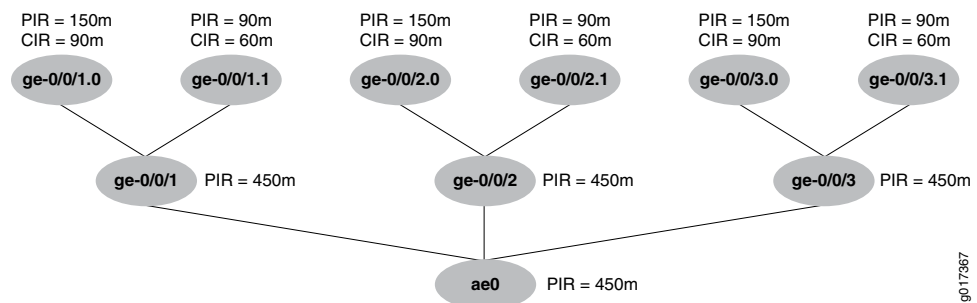 PIR = 150m
CIR = 90m
PIR = 90m
CIR = 60m
PIR = 150m
CIR = 90m
PIR = 90m
CIR = 60m
PIR = 150m
CIR = 90m
PIR = 90m
CIR = 60m
ge-0/0/1.0
ge-0/0/1.1
ge-0/0/2.0
ge-0/0/2.1
ge-0/0/3.0
ge-0/0/3.1
ge-0/0/1
PIR = 450m
ge-0/0/2
PIR = 450m
ge-0/0/3
PIR = 450m
ae0
PIR = 450m
g017367